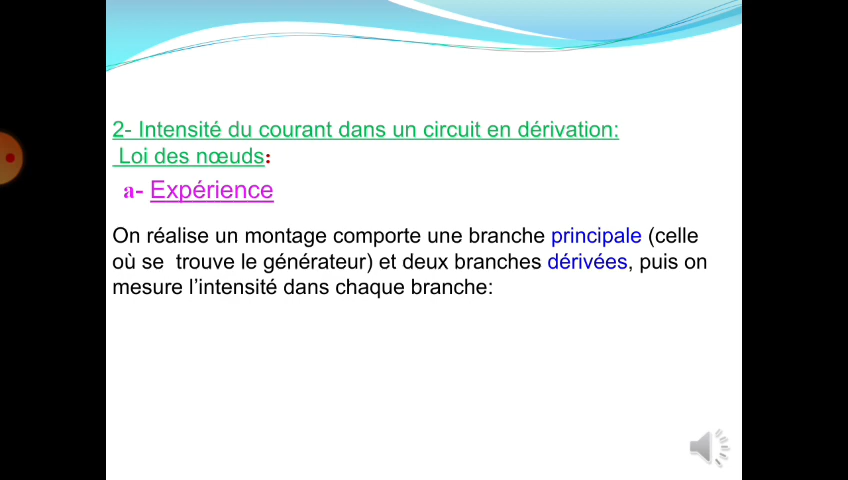 2- Intensité du courant dans un circuit en dérivation:
Loi des nœuds:
a- Expérience
On réalise un montage comporte une branche principale (celle
où se trouve le générateur) et deux branches dérivées, puis on
mesure l’intensité dans chaque branche: